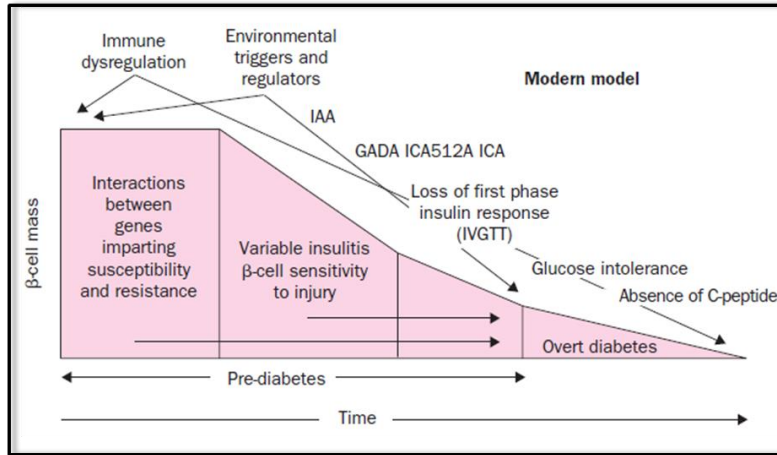 Immune
dysregulation
Environmental
triggers and
regulators
Modern model
IAA
GADA ICA512A ICA
Loss of first phase
insulin response
(IVGTT)
Glucose intolerance
Absence of C-peptide
β-cell mass
Interactions
between
genes
imparting
susceptibility
and resistance
Variable insulitis
β-cell sensitivity
to injury
Overt diabetes
Pre-diabetes
Time